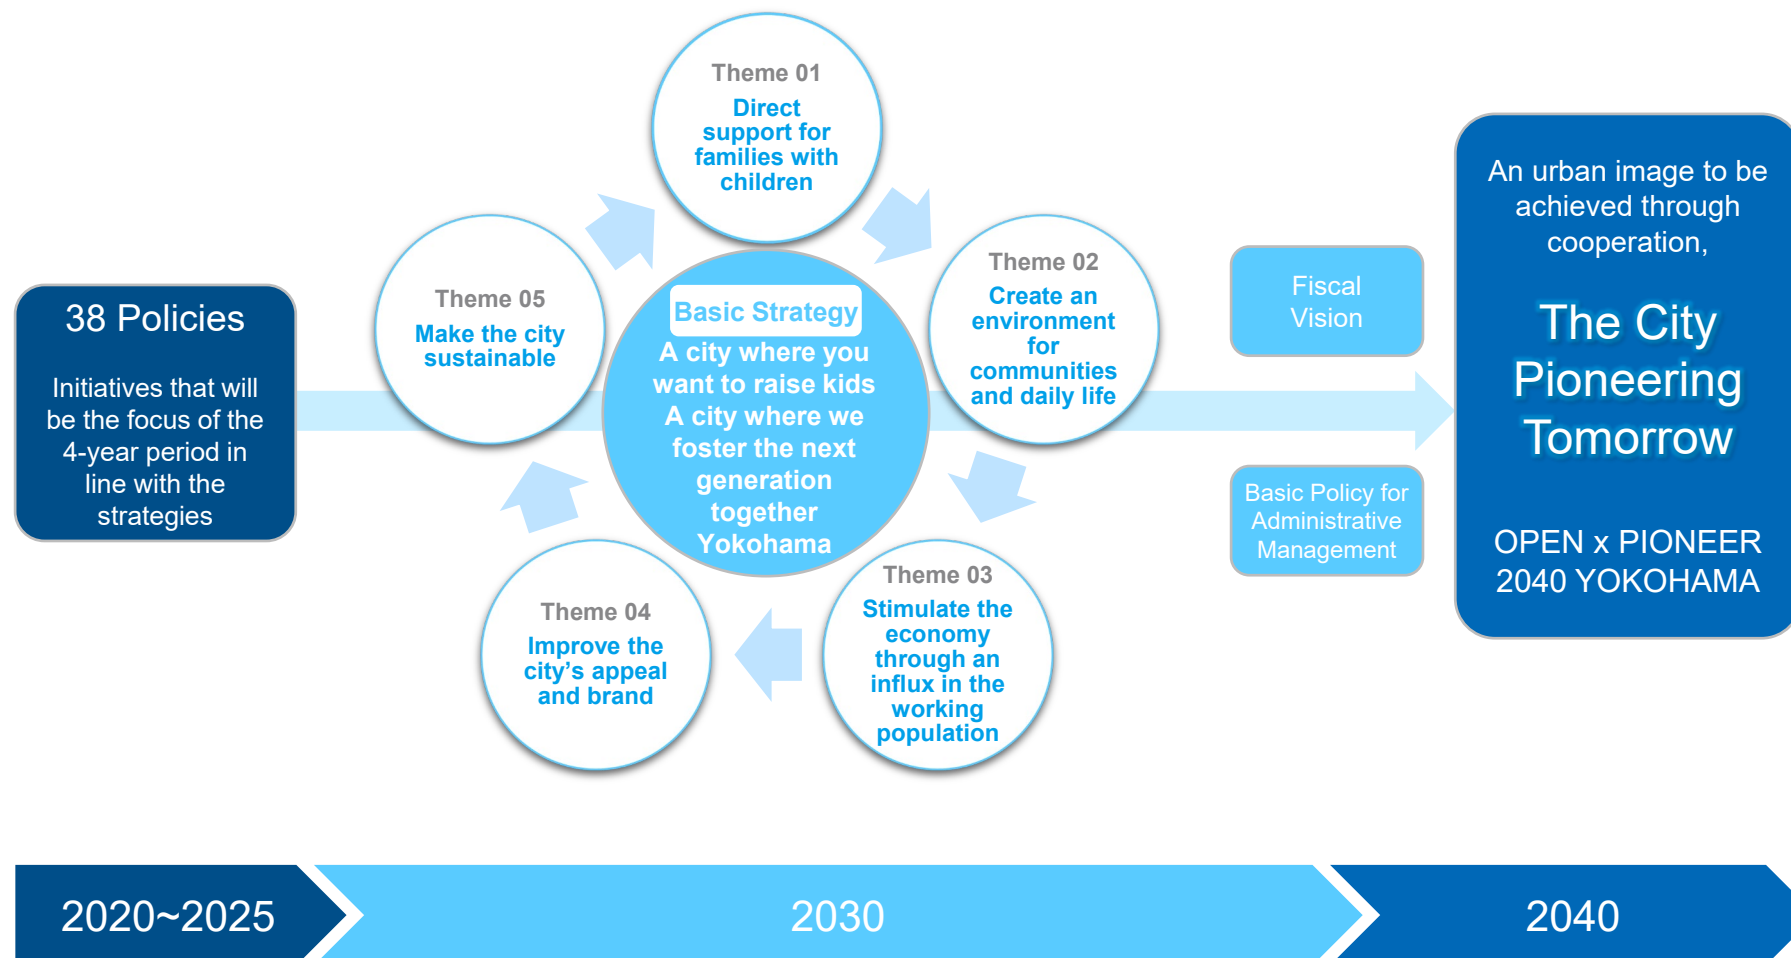 38 Policies
Initiatives that will
be the focus of the
4-year period in
line with the
strategies
Theme 01
Direct
support for
families with
children
Theme 02
Create an
environment
for
communities
and daily life
Theme 03
Stimulate the
economy
through an
influx in the
working
population
Theme 04
Improve the
city’s appeal
and brand
Theme 05
Make the city
sustainable
Basic Strategy
A city where you
want to raise kids
A city where we
foster the next
generation
together
Yokohama
Fiscal
Vision
Basic Policy for
Administrative
Management
An urban image to be
achieved through
cooperation,
The City
Pioneering
Tomorrow
OPEN x PIONEER
2040 YOKOHAMA
2020~2025
2030
2040